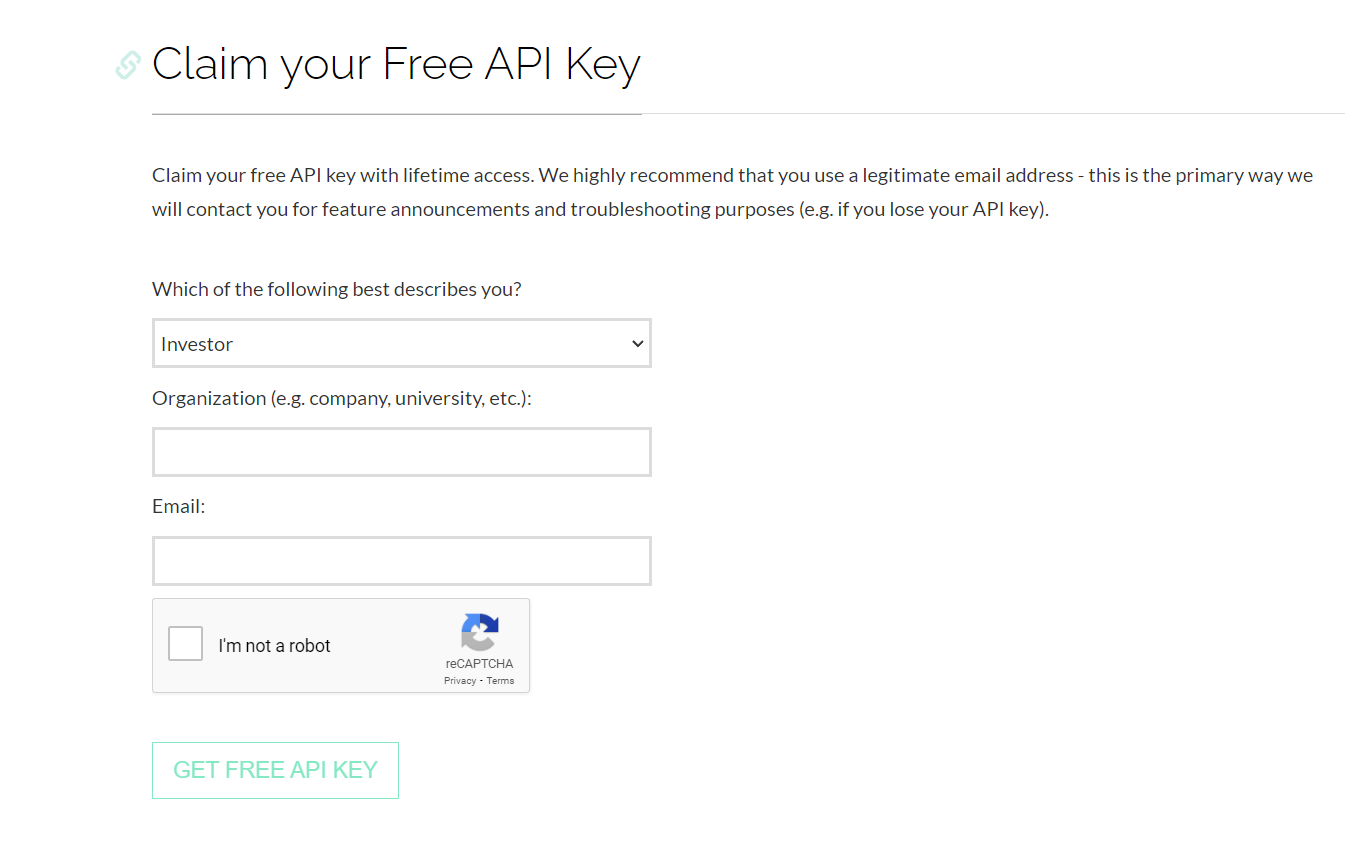 Claim your Free API Key
Claim your free API key with lifetime access. We highly recommend that you use a legitimate email address - this is the primary way we
will contact you for feature announcements and troubleshooting purposes (e.g. if you lose your API key).
Which of the following best describes you?
Investor
Organization (e.g. company, university, etc.):
Email:
I'm not a robot
reCAPTCHA
Privacy - Terms
GET FREE API KEY